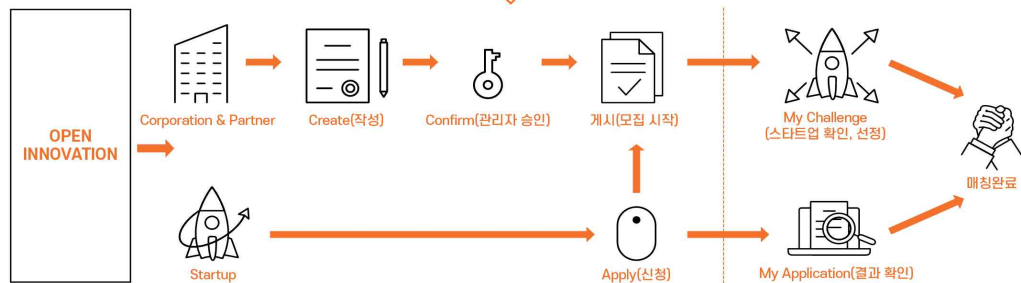 OPEN
INNOVATION
Corporation & Partner
Create(작성)
Confirm(관리자 승인)
게시(모집 시작)
My Challenge
(스타트업 확인, 선정)
매칭완료
Startup
Apply(신청)
My Application(결과 확인)